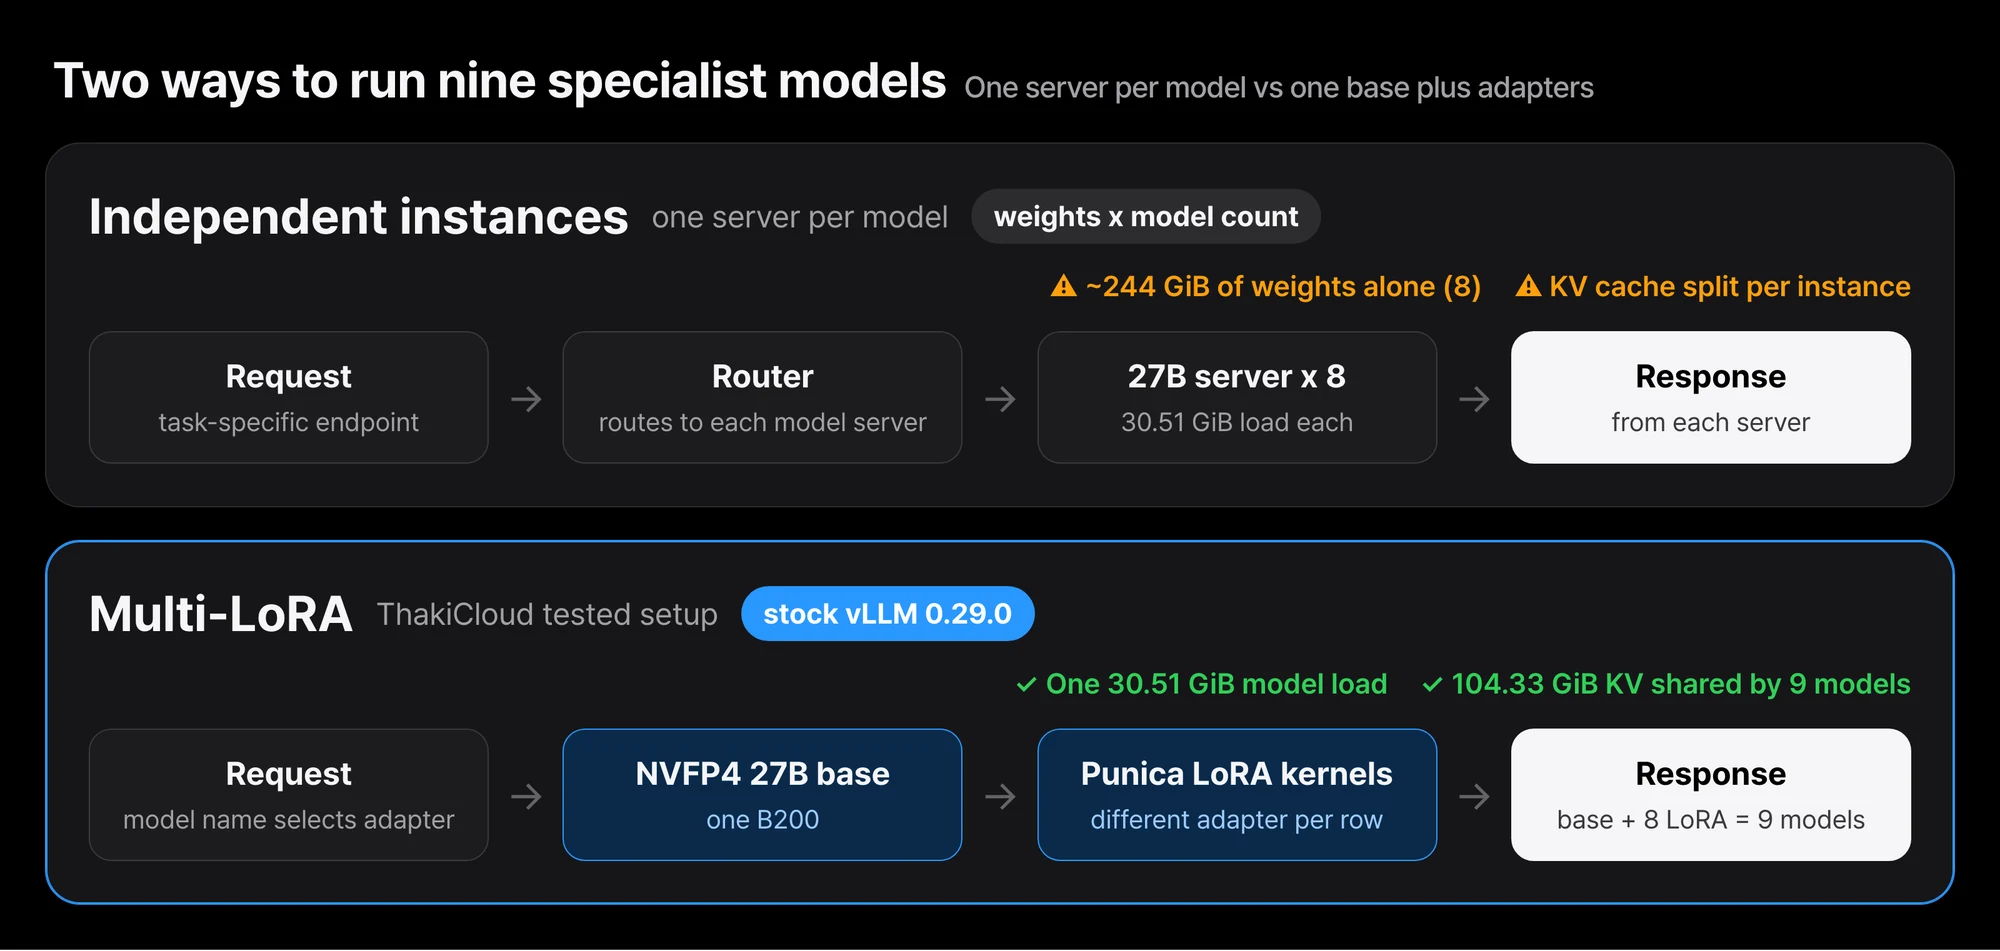 Two ways to run nine specialist models One server per model vs one base plus adapters
Independent instances one server per model weights x model count
⚠ ~244 GiB of weights alone (8) ⚠ KV cache split per instance
Request
task-specific endpoint
→
Router
routes to each model server
→
27B server x 8
30.51 GiB load each
→
Response
from each server
Multi-LoRA ThakiCloud tested setup stock vLLM 0.29.0
✓ One 30.51 GiB model load ✓ 104.33 GiB KV shared by 9 models
Request
model name selects adapter
→
NVFP4 27B base
one B200
→
Punica LoRA kernels
different adapter per row
→
Response
base + 8 LoRA = 9 models